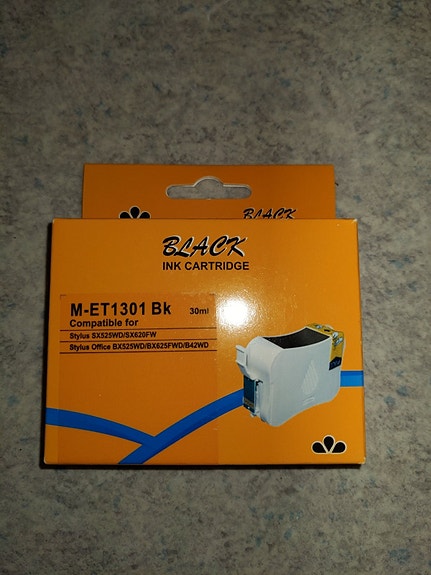 BLACK
BLACK
INK CARTRIDGE
M-ET1301 Bk 30ml
Compatible for
Stylus SX525WD/SX620FW
Stylus Office BX525WD/BX625FWD/B42WD